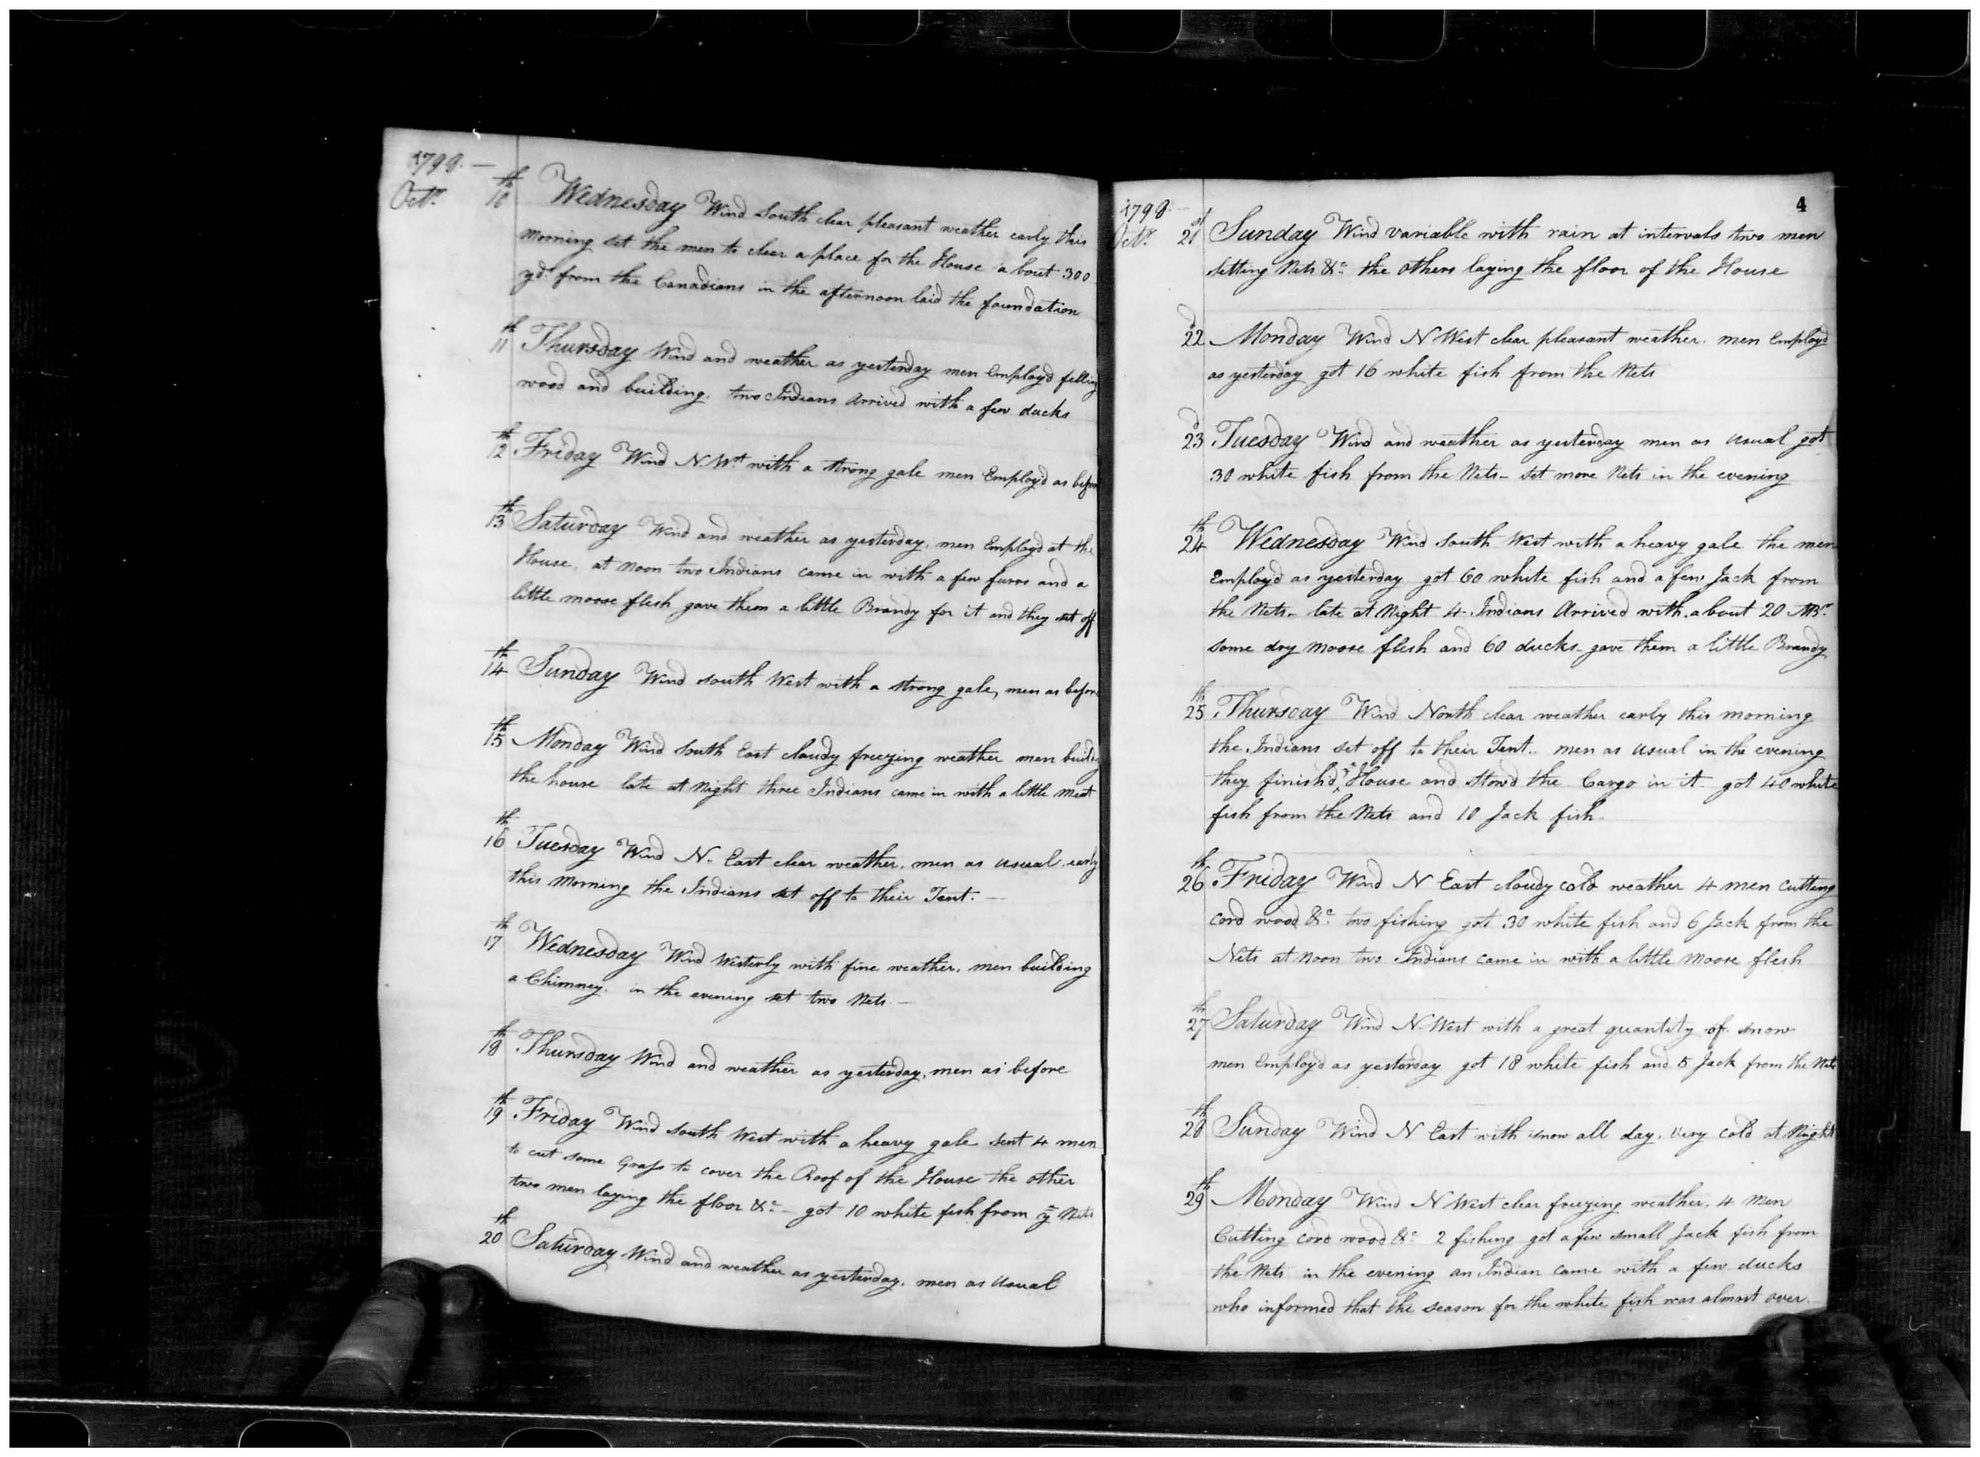 1798.—
Octr. 10th Wednesday Wind South clear pleasant weather early this
morning set the men to clear a place for the House about 300
yds from the Canadians in the afternoon laid the foundation
11th Thursday Wind and weather as yesterday men Employd felling
wood and building. two Indians Arrived with a few ducks
12th Friday Wind N. Wt with a strong gale men Employd as before
13th Saturday Wind and weather as yesterday. men Employd at the
House. at Noon two Indians came in with a few furrs and a
little moose flesh gave them a little Brandy for it and they set off
14th Sunday Wind South West with a strong gale, men as before
15th Monday Wind South East cloudy freezing weather men buildg
the house late at Night three Indians came in with a little meat
16th Tuesday Wind N. East clear weather. men as usual. early
this Morning the Indians set off to their Tent. —
17th Wednesday Wind Westerly with fine weather. men building
a Chimney. in the evening set two Nets. —
18th Thursday Wind and weather as yesterday, men as before
19th Friday Wind South West with a heavy gale sent 4 men
to cut some Grass to cover the Roof of the House the other
two men laying the floor &c — got 10 white fish from ye Nets
20th Saturday Wind and weather as yesterday. men as Usual
4
1798.—
Octr. 21st Sunday Wind variable with rain at intervals two men
setting Nets &c. the others laying the floor of the House
22d Monday Wind N West clear pleasant weather. men Employd
as yesterday got 16 white fish from the Nets
23d Tuesday Wind and weather as yesterday men as usual got
30 white fish from the Nets — set more Nets in the evening
24th Wednesday Wind South West with a heavy gale the men
Employd as yesterday got 60 white fish and a few Jack from
the Nets. late at Night 4 Indians Arrived with about 20 MBr.
some dry moose flesh and 60 ducks gave them a little Brandy
25th Thursday Wind North clear weather early this morning
the Indians set off to their Tent. men as usual in the evening
they finish'd ye House and stow'd the Cargo in it got 40 white
fish from the Nets and 10 Jack fish.
26th Friday Wind N East cloudy cold weather 4 men Cutting
Cord wood &c. two fishing got 30 white fish and 6 Jack from the
Nets at Noon two Indians came in with a little Moose flesh
27th Saturday Wind N West with a great quantity of snow
men Employd as yesterday got 18 white fish and 5 Jack from the Nets
28th Sunday Wind N East with snow all day. very cold at Night
29th Monday Wind N West clear freezing weather. 4 Men
Cutting cord wood &c 2 fishing got a few small Jack fish from
the Nets in the evening an Indian came with a few ducks
who informed that the season for the white fish was almost over.